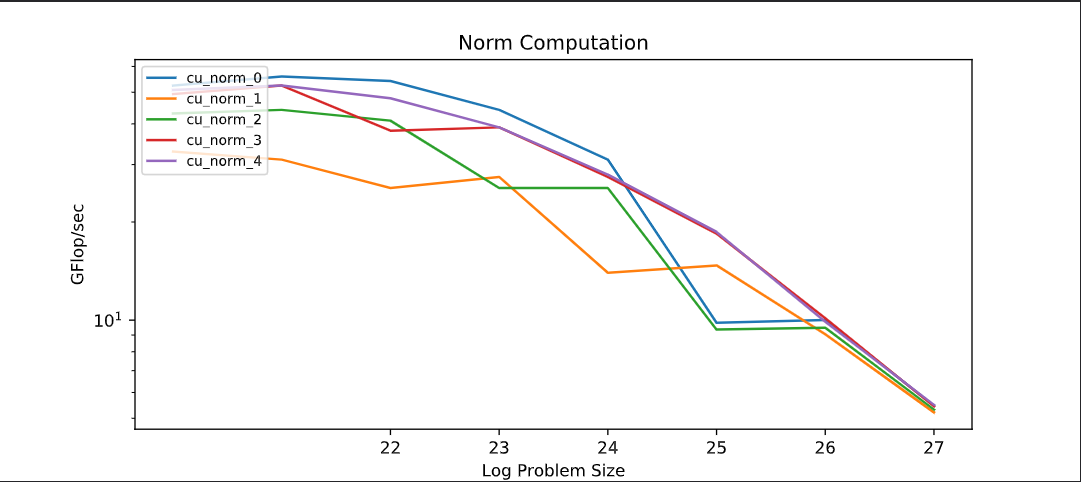 Norm Computation
cu_norm_0
cu_norm_1
cu_norm_2
cu_norm_3
cu_norm_4
GFlop/sec
10¹
22 23 24 25 26 27
Log Problem Size